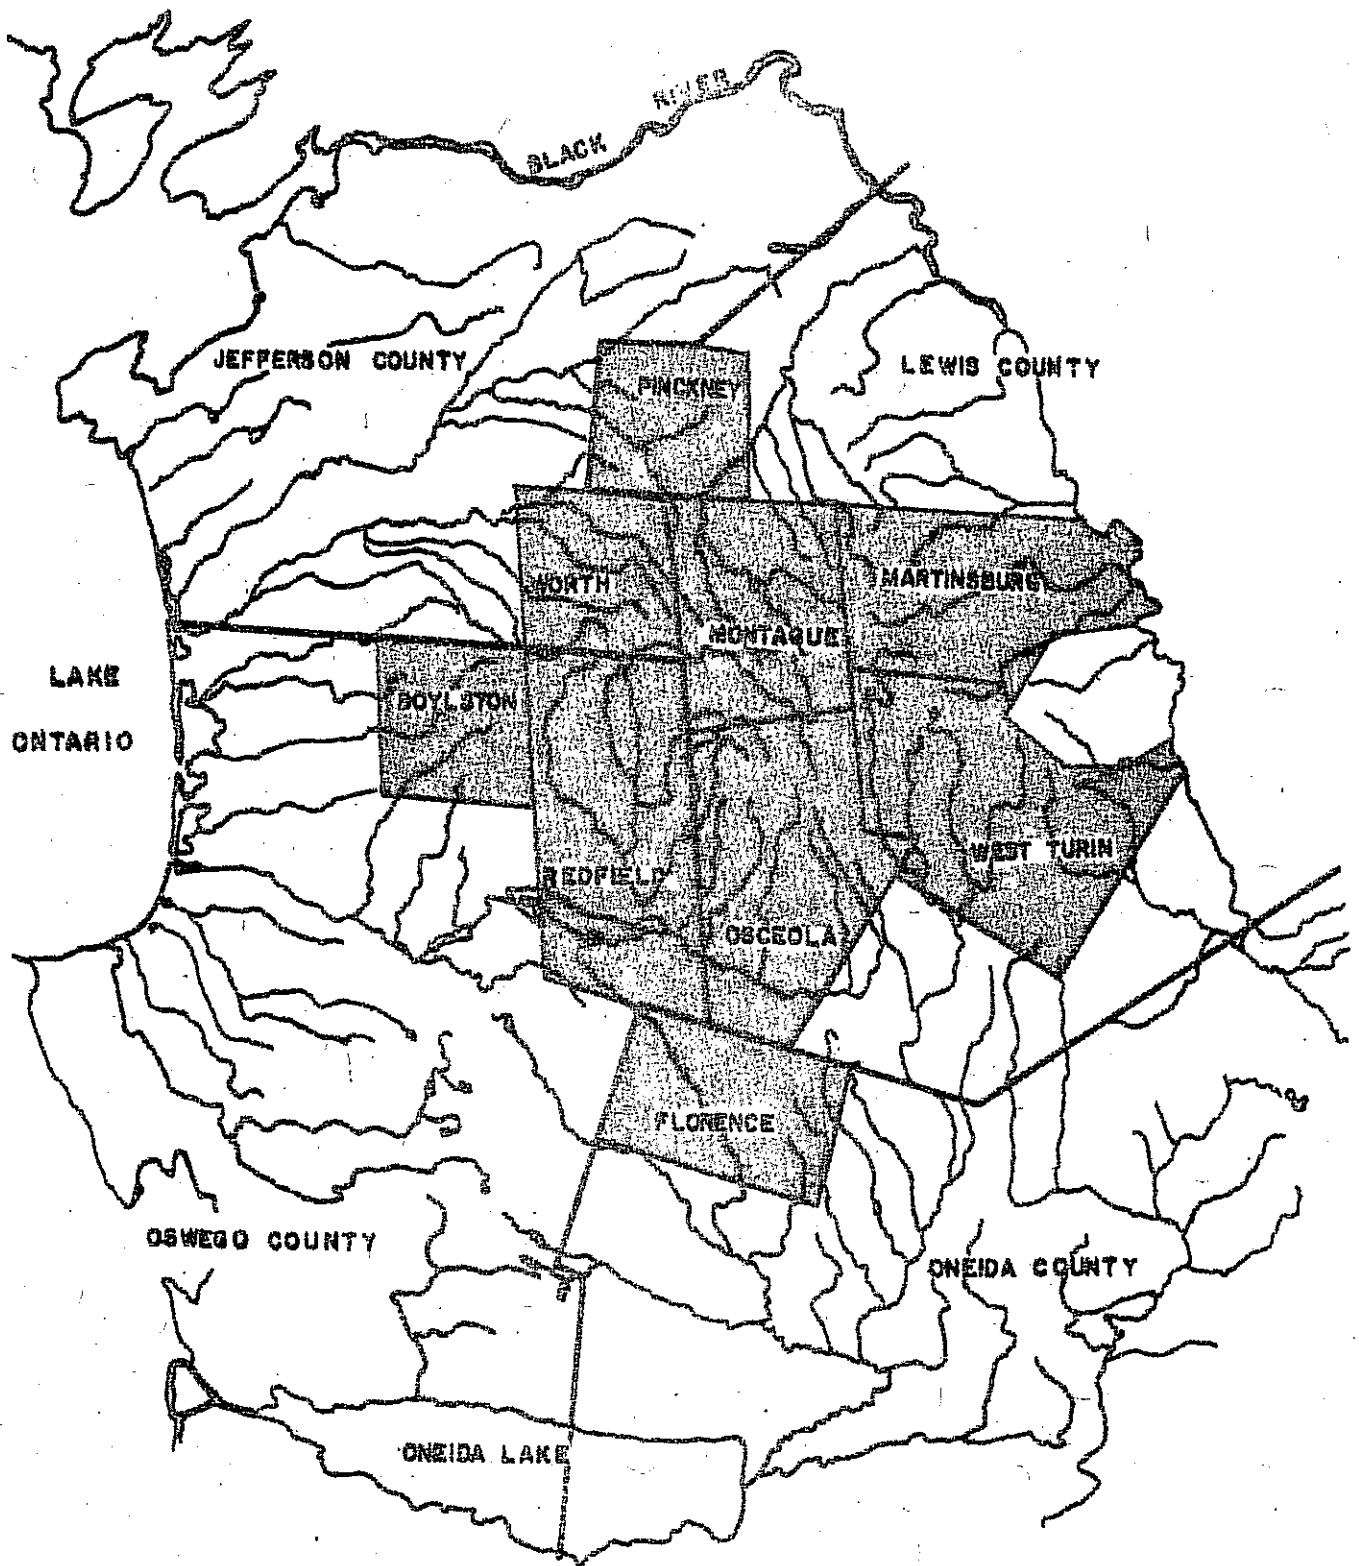 BLACK RIVER
JEFFERSON COUNTY
LEWIS COUNTY
PINCKNEY
WORTH
MARTINSBURG
MONTAGUE
LAKE
ONTARIO
BOYLSTON
WEST TURIN
REDFIELD
OSCEOLA
FLORENCE
OSWEGO COUNTY
ONEIDA COUNTY
ONEIDA LAKE